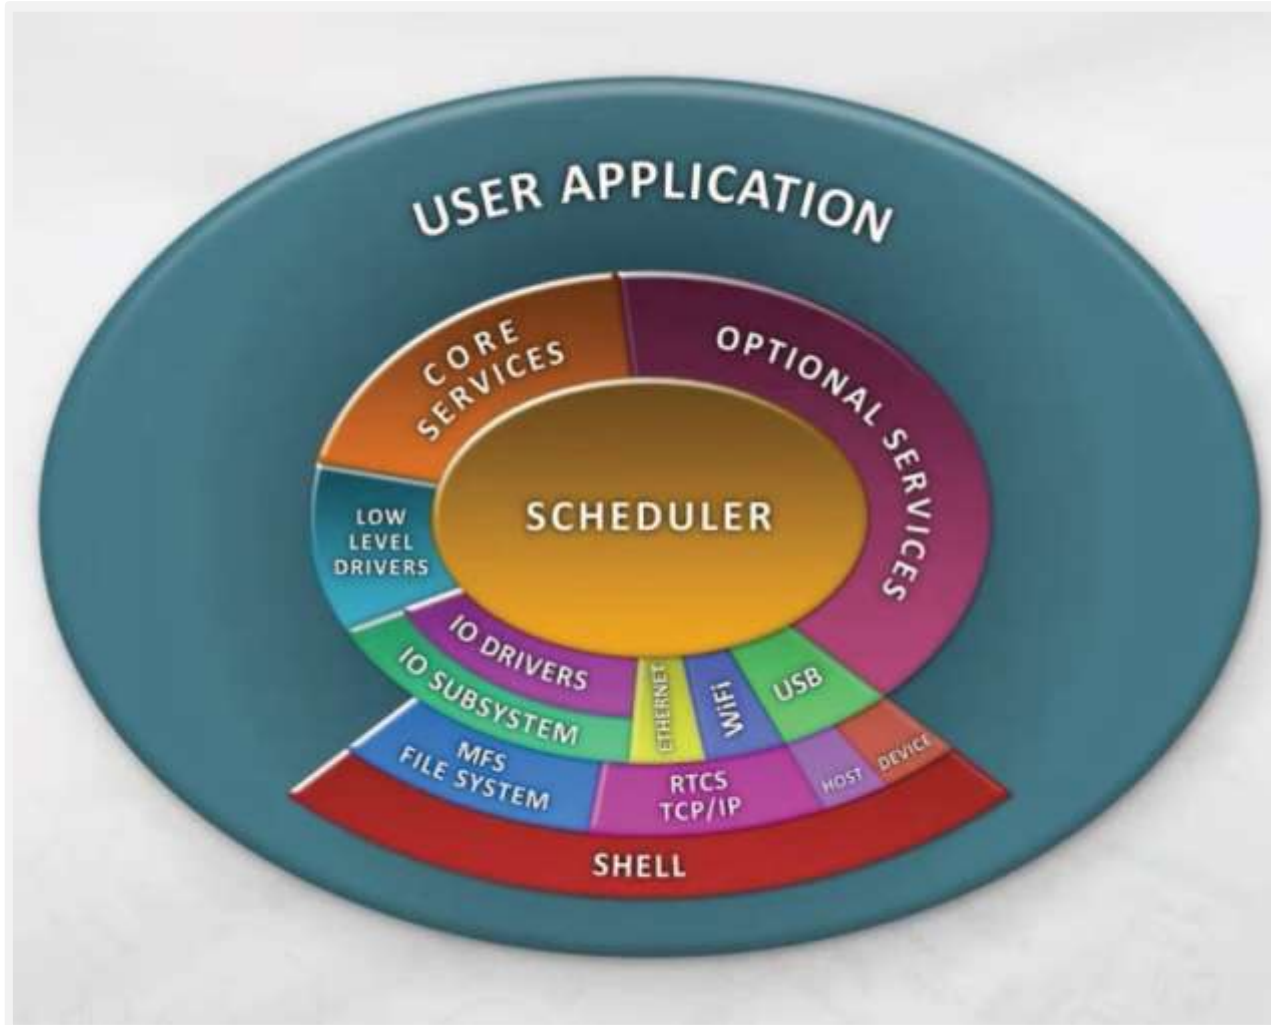 USER APPLICATION
CORE
SERVICES
OPTIONAL SERVICES
SCHEDULER
LOW
LEVEL
DRIVERS
IO DRIVERS
IO SUBSYSTEM
ETHERNET
WiFi
USB
MFS
FILE SYSTEM
RTCS
TCP/IP
HOST
DEVICE
SHELL